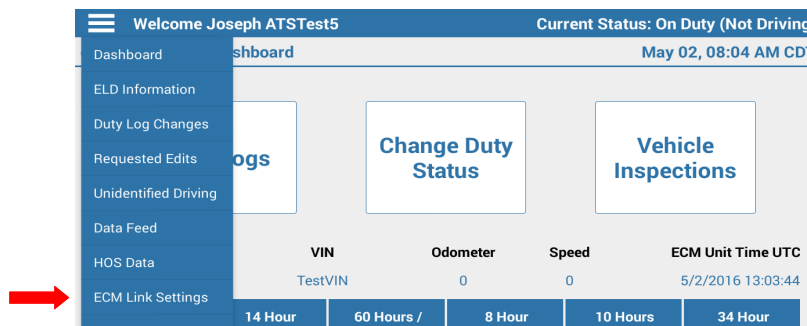 Welcome Joseph ATSTest5 Current Status: On Duty (Not Driving
Dashboard shboard May 02, 08:04 AM CD
ELD Information
Duty Log Changes
Requested Edits ogs Change Duty Status Vehicle Inspections
Unidentified Driving
Data Feed
HOS Data VIN Odometer Speed ECM Unit Time UTC
TestVIN 0 0 5/2/2016 13:03:44
ECM Link Settings
14 Hour 60 Hours / 8 Hour 10 Hours 34 Hour